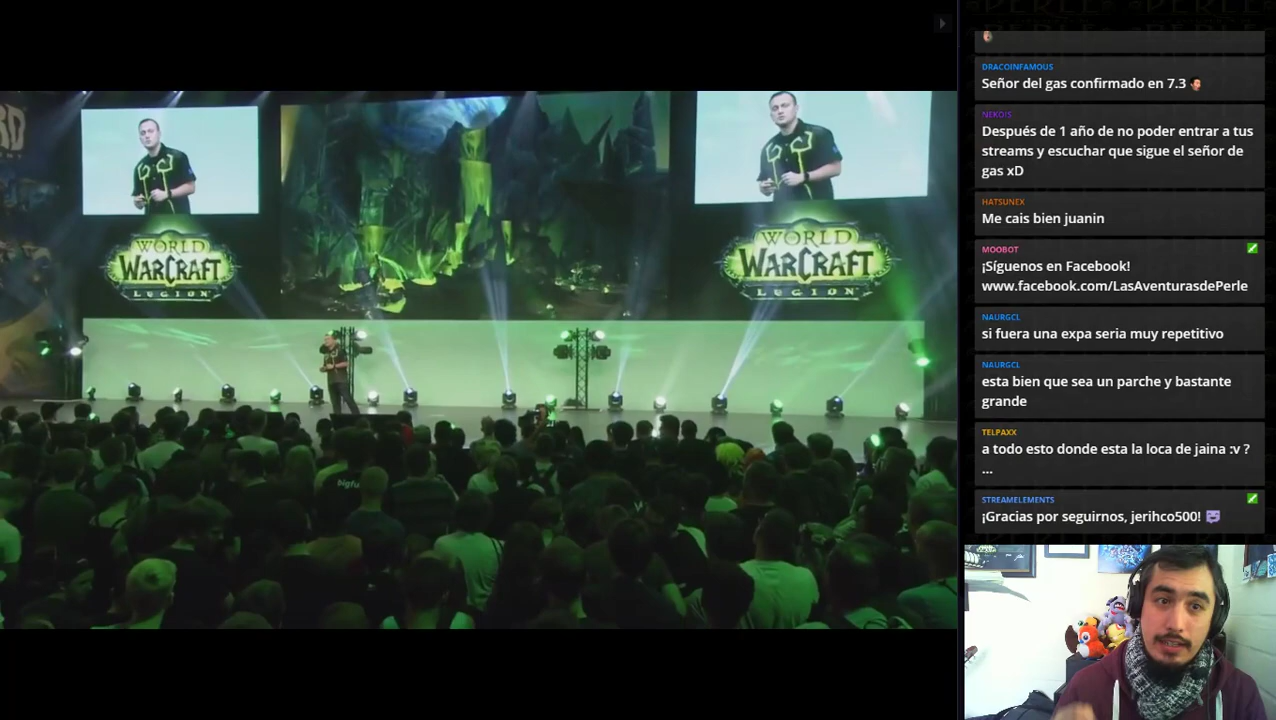 WORLD
WARCRAFT
LEGION
WORLD
WARCRAFT
LEGION
bigfu
DRACOINFAMOUS
Señor del gas confirmado en 7.3
NEKOIS
Después de 1 año de no poder entrar a tus
streams y escuchar que sigue el señor de
gas xD
HATSUNEX
Me cais bien juanin
MOOBOT
¡Síguenos en Facebook!
www.facebook.com/LasAventurasdePerle
NAURGCL
si fuera una expa seria muy repetitivo
NAURGCL
esta bien que sea un parche y bastante
grande
TELPAXX
a todo esto donde esta la loca de jaina :v ?
...
STREAMELEMENTS
¡Gracias por seguirnos, jerihco500!